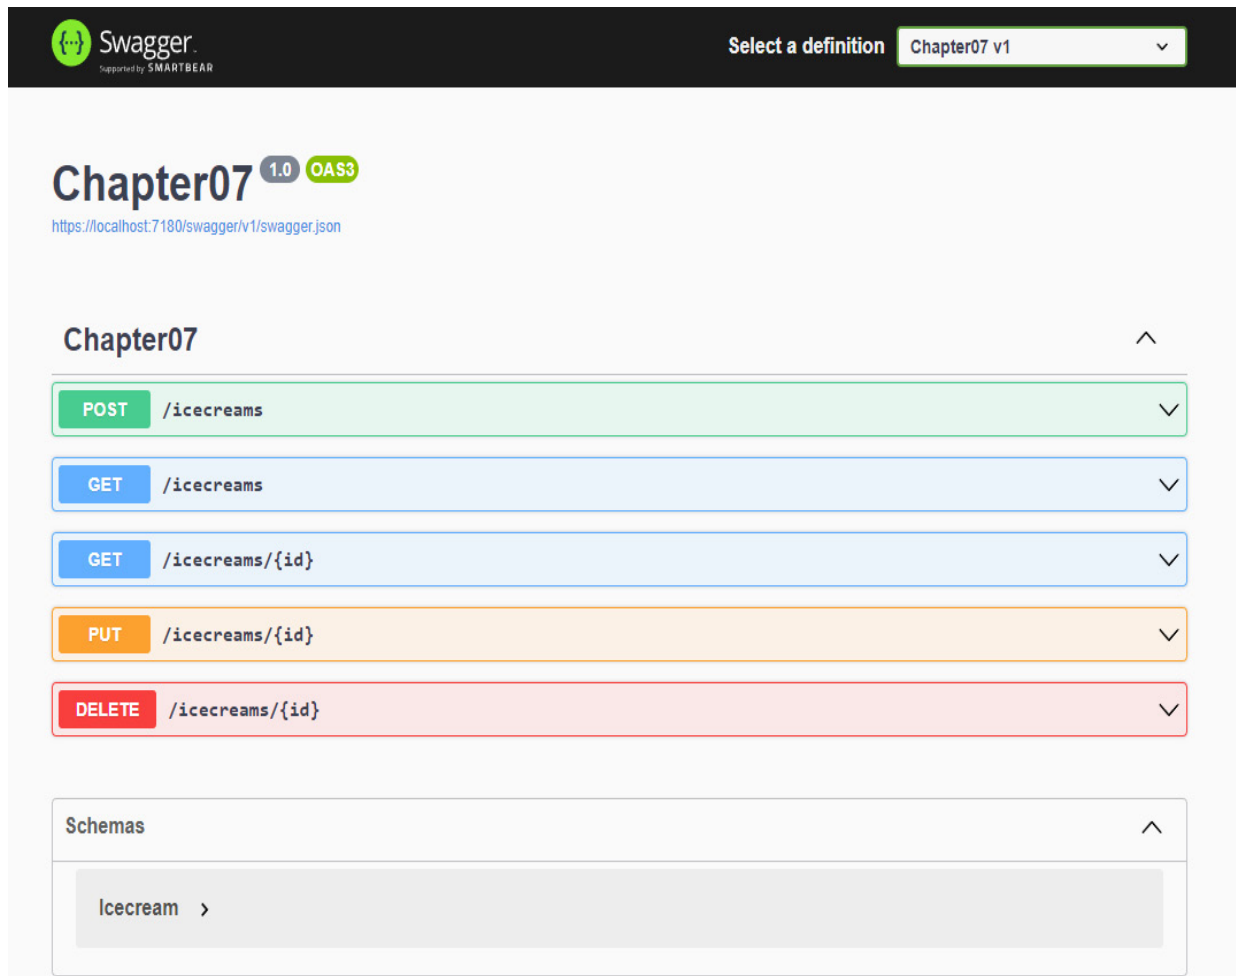 {···} Swagger.
Supported by SMARTBEAR
Select a definition Chapter07 v1
Chapter07 1.0 OAS3
https://localhost:7180/swagger/v1/swagger.json
Chapter07
POST /icecreams
GET /icecreams
GET /icecreams/{id}
PUT /icecreams/{id}
DELETE /icecreams/{id}
Schemas
Icecream